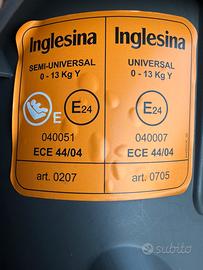 Inglesina
SEMI-UNIVERSAL
0 - 13 Kg Y
E
E24
040051
ECE 44/04
art. 0207
Inglesina
UNIVERSAL
0 - 13 Kg Y
E24
040007
ECE 44/04
art. 0705
subito